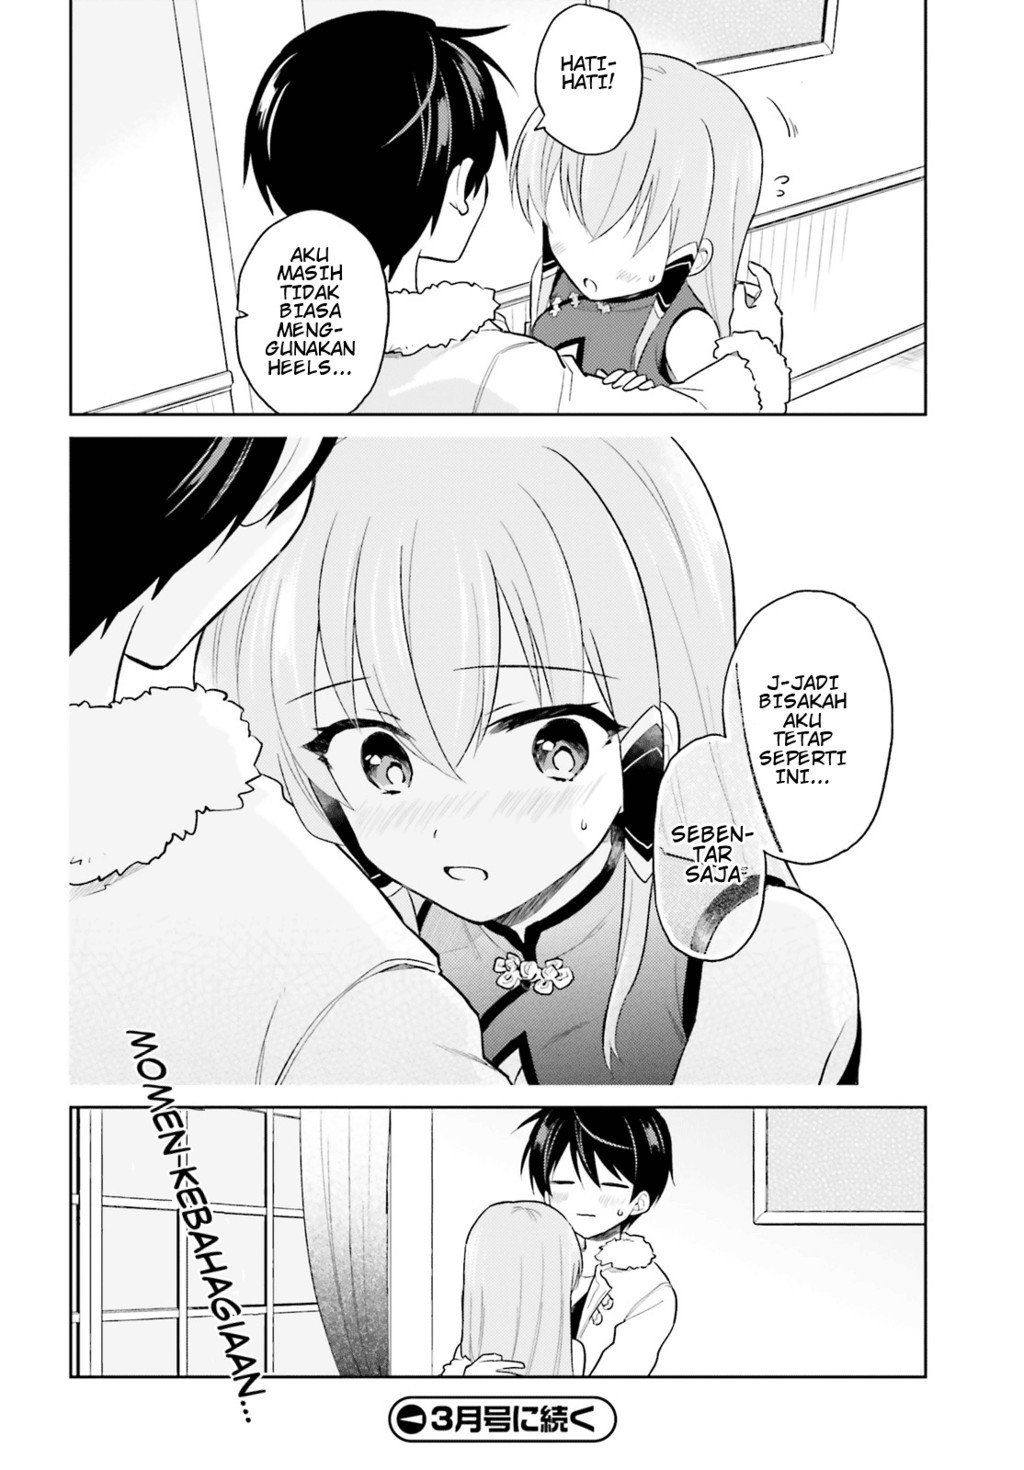 HATI-
HATI!
AKU
MASIH
TIDAK
BIASA
MENG-
GUNAKAN
HEELS...
J-JADI
BISAKAH
AKU
TETAP
SEPERTI
INI...
SEBEN-
TAR
SAJA
MOMEN-KEBAHAGIAAN...
3月号に続く